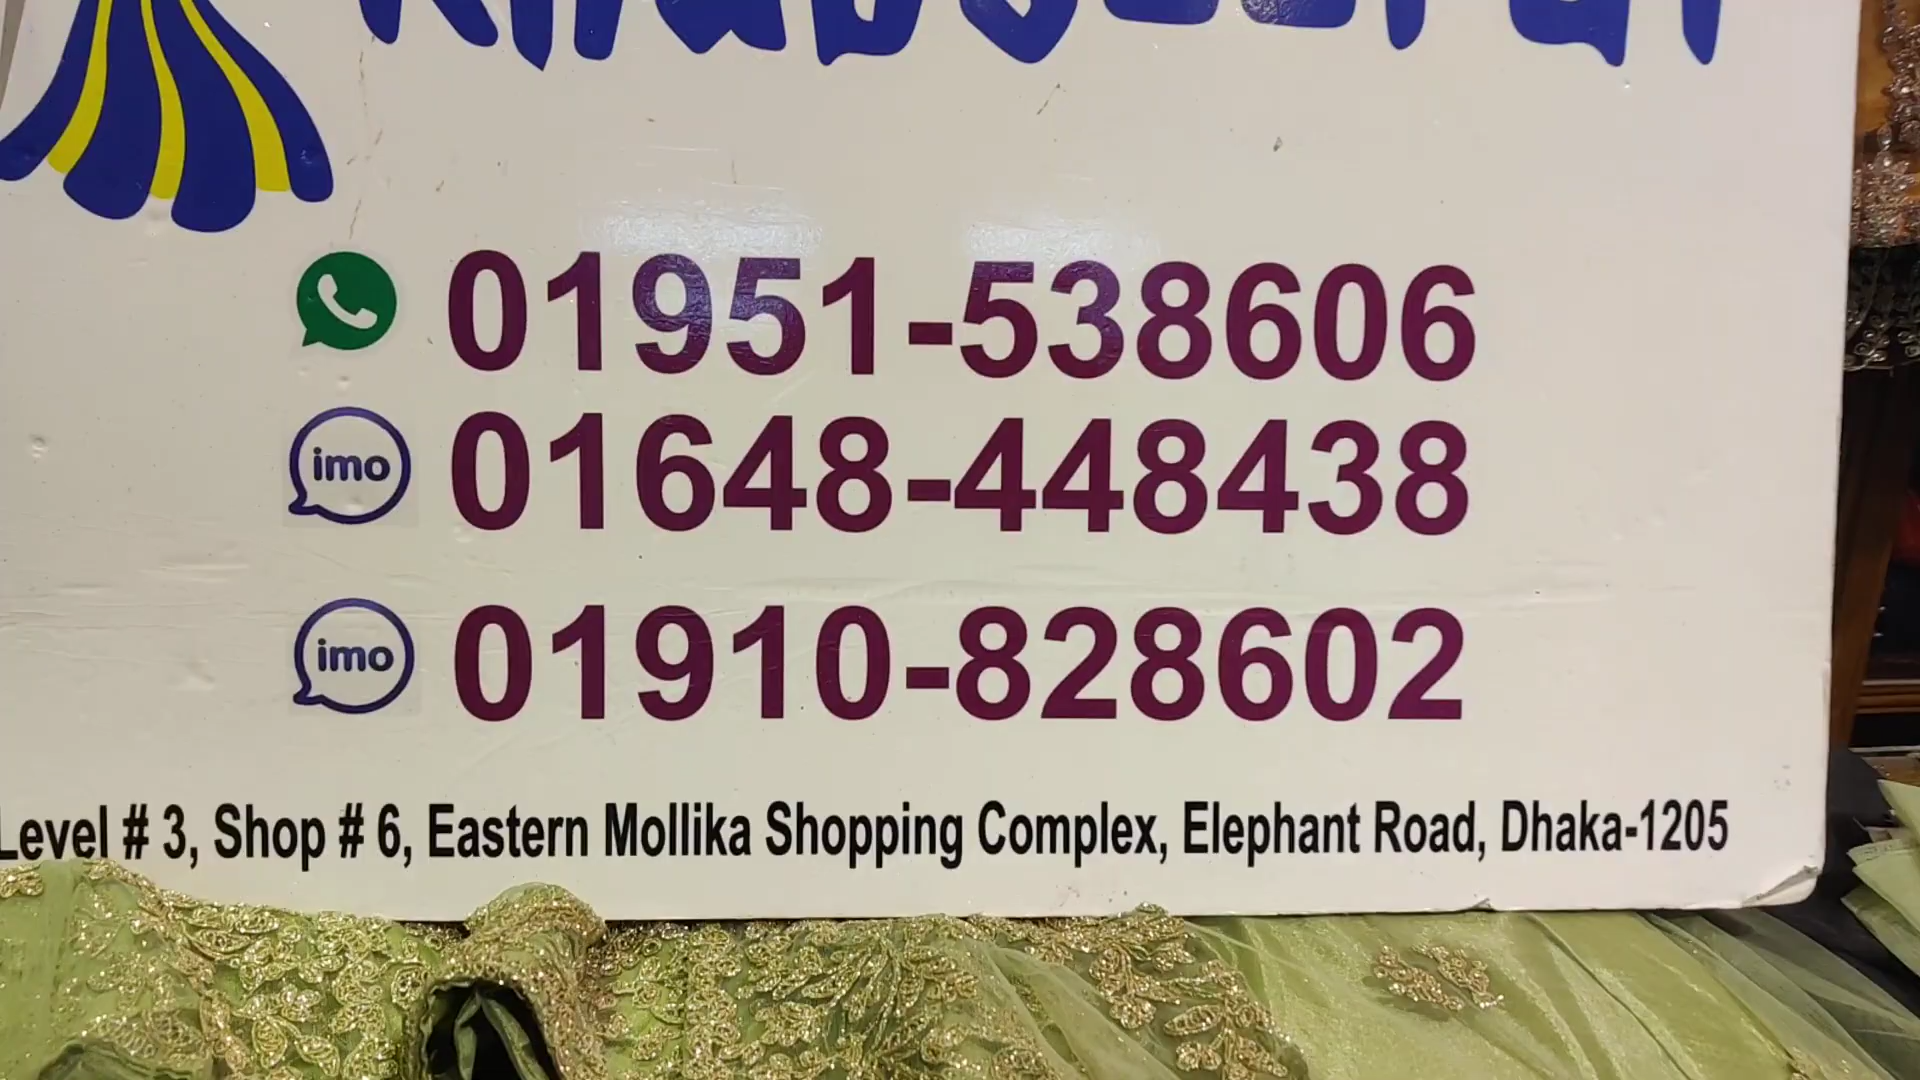 01951-538606
imo 01648-448438
imo 01910-828602
Level # 3, Shop # 6, Eastern Mollika Shopping Complex, Elephant Road, Dhaka-1205